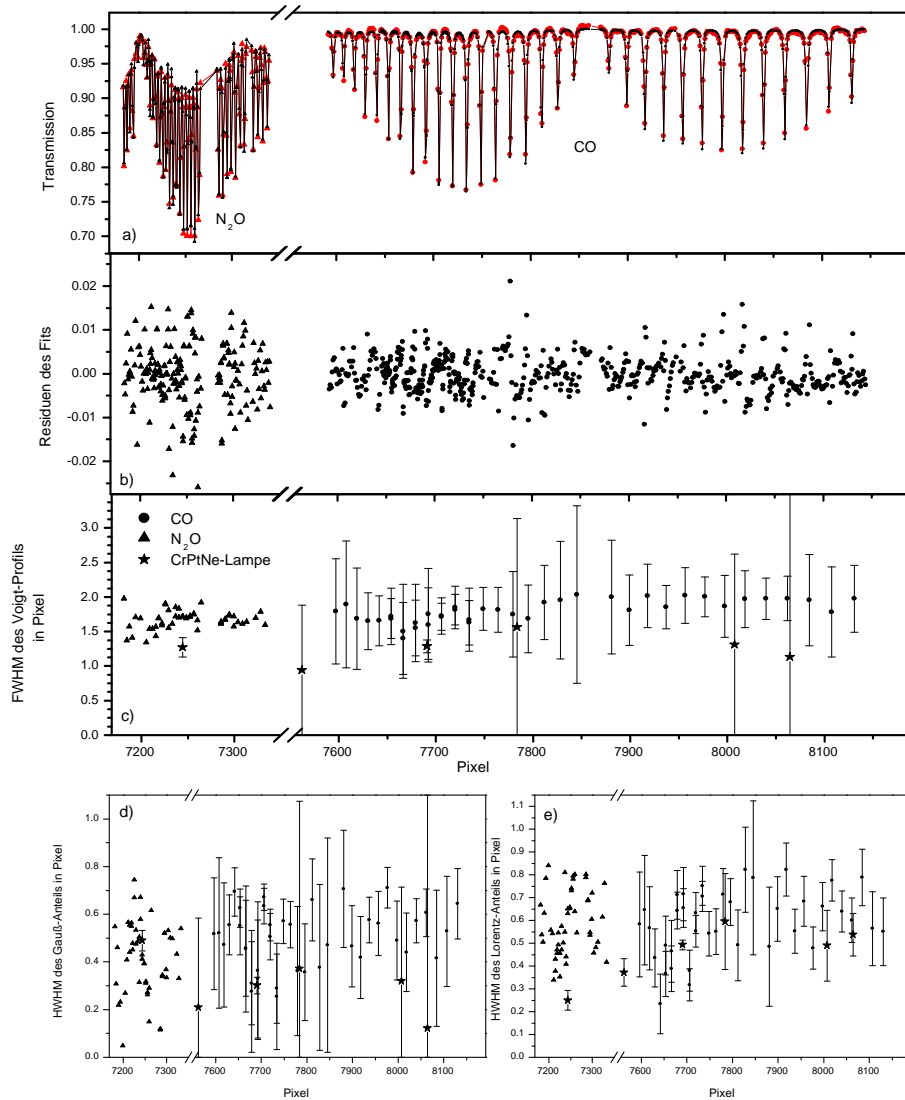 1.00
0.95
0.90
0.85
0.80
0.75
0.70
Transmission
a)
N₂O
CO
0.02
0.01
0.00
-0.01
-0.02
Residuen des Fits
b)
3.0
2.5
2.0
1.5
1.0
0.5
0.0
FWHM des Voigt-Profils
in Pixel
CO
N₂O
CrPtNe-Lampe
c)
7200 7300 7600 7700 7800 7900 8000 8100
Pixel
d)
1.0
0.8
0.6
0.4
0.2
0.0
HWHM des Gauß-Anteils in Pixel
7200 7300 7600 7700 7800 7900 8000
Pixel
e)
1.1
1.0
0.9
0.8
0.7
0.6
0.5
0.4
0.3
0.2
0.1
0.0
HWHM des Lorentz-Anteils in Pixel
7200 7300 7600 7700 7800 7900 8000 8100
Pixel